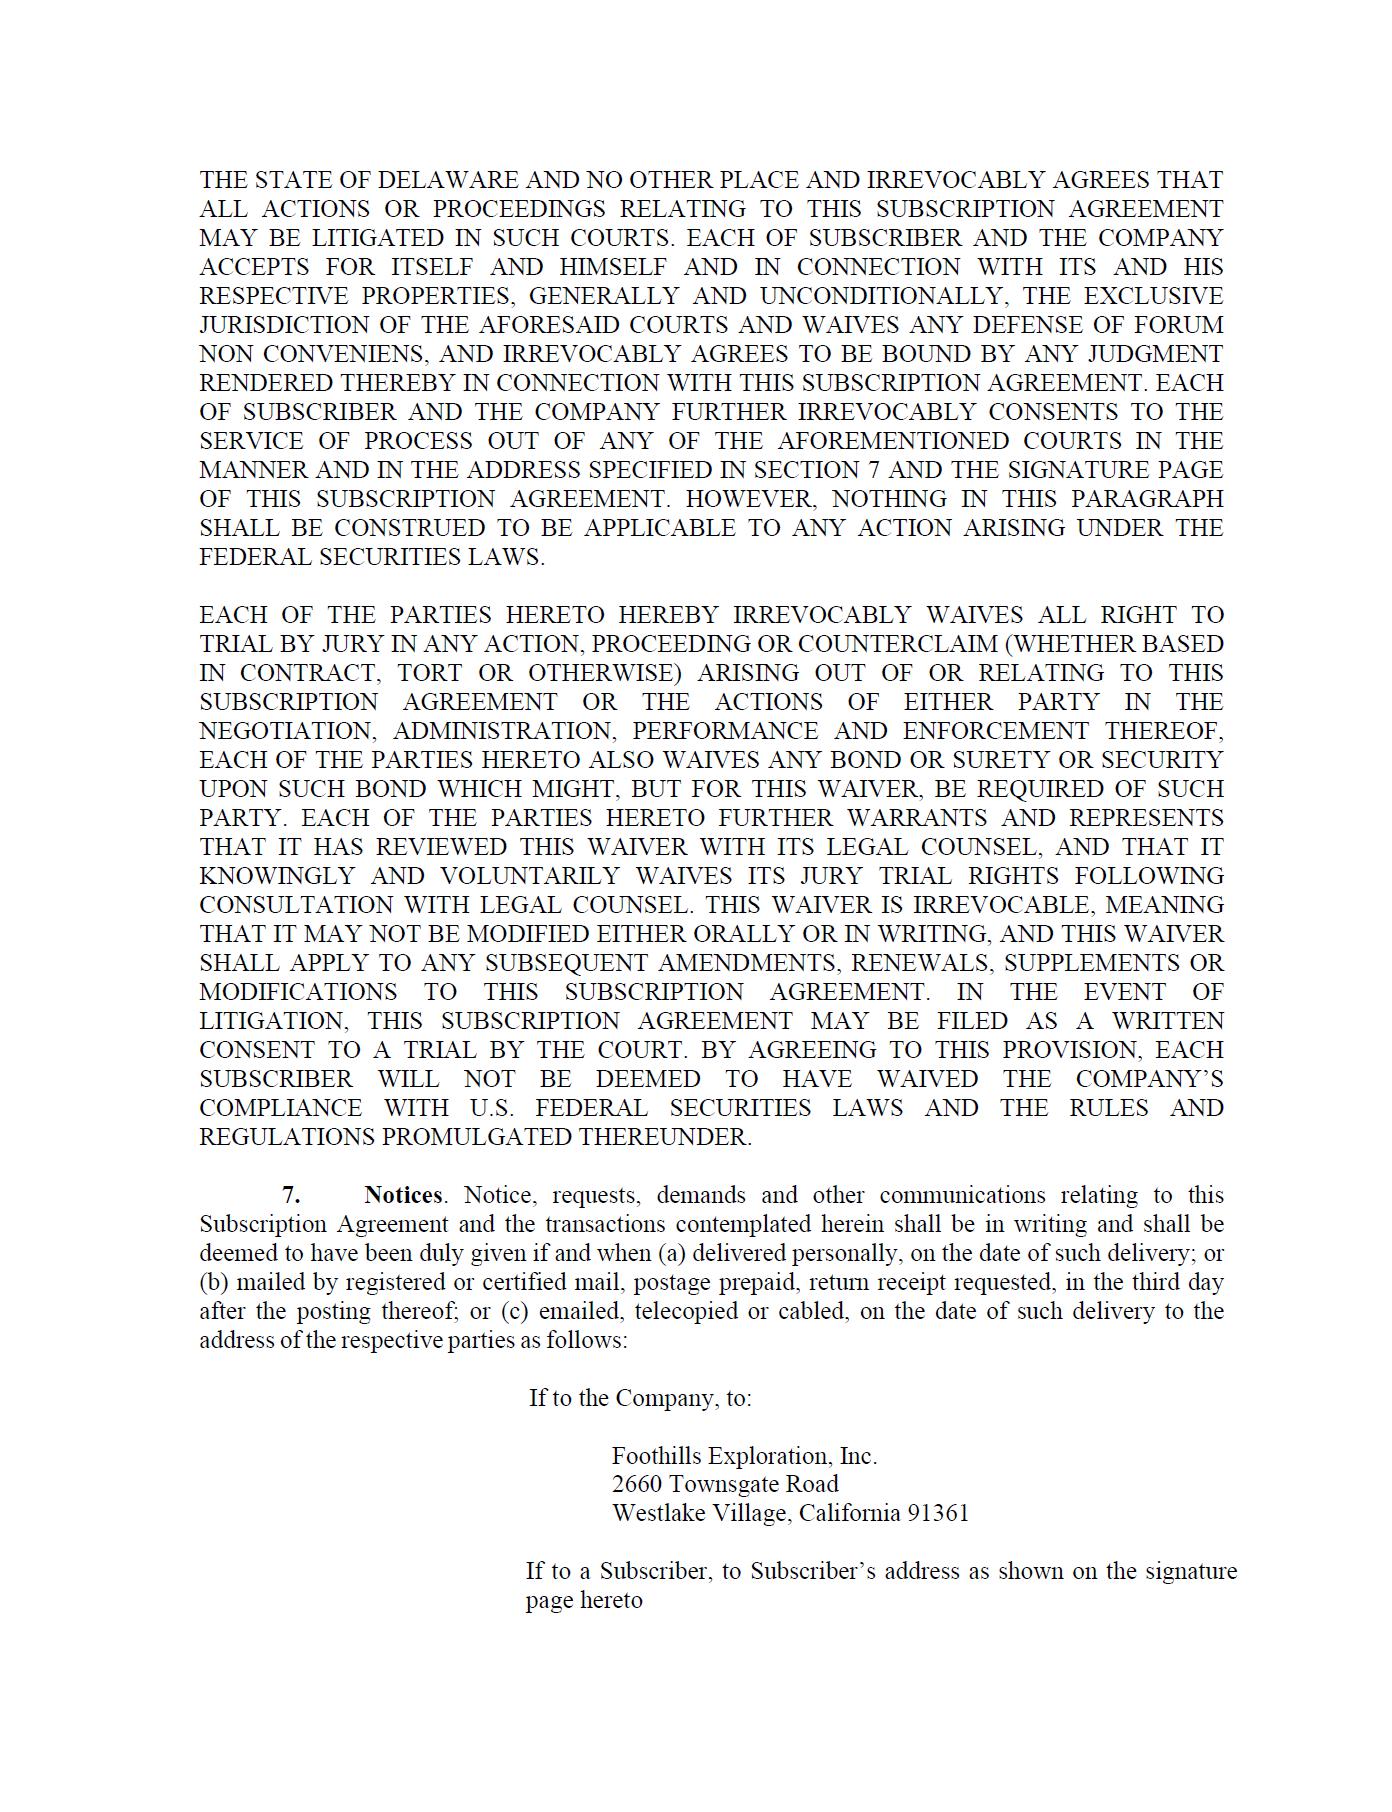 THE STATE OF DELAWARE AND NO OTHER PLACE AND IRREVOCABLY AGREES THAT
ALL ACTIONS OR PROCEEDINGS RELATING TO THIS SUBSCRIPTION AGREEMENT
MAY BE LITIGATED IN SUCH COURTS. EACH OF SUBSCRIBER AND THE COMPANY
ACCEPTS FOR ITSELF AND HIMSELF AND IN CONNECTION WITH ITS AND HIS
RESPECTIVE PROPERTIES, GENERALLY AND UNCONDITIONALLY, THE EXCLUSIVE
JURISDICTION OF THE AFORESAID COURTS AND WAIVES ANY DEFENSE OF FORUM
NON CONVENIENS, AND IRREVOCABLY AGREES TO BE BOUND BY ANY JUDGMENT
RENDERED THEREBY IN CONNECTION WITH THIS SUBSCRIPTION AGREEMENT. EACH
OF SUBSCRIBER AND THE COMPANY FURTHER IRREVOCABLY CONSENTS TO THE
SERVICE OF PROCESS OUT OF ANY OF THE AFOREMENTIONED COURTS IN THE
MANNER AND IN THE ADDRESS SPECIFIED IN SECTION 7 AND THE SIGNATURE PAGE
OF THIS SUBSCRIPTION AGREEMENT. HOWEVER, NOTHING IN THIS PARAGRAPH
SHALL BE CONSTRUED TO BE APPLICABLE TO ANY ACTION ARISING UNDER THE
FEDERAL SECURITIES LAWS.
EACH OF THE PARTIES HERETO HEREBY IRREVOCABLY WAIVES ALL RIGHT TO
TRIAL BY JURY IN ANY ACTION, PROCEEDING OR COUNTERCLAIM (WHETHER BASED
IN CONTRACT, TORT OR OTHERWISE) ARISING OUT OF OR RELATING TO THIS
SUBSCRIPTION AGREEMENT OR THE ACTIONS OF EITHER PARTY IN THE
NEGOTIATION, ADMINISTRATION, PERFORMANCE AND ENFORCEMENT THEREOF,
EACH OF THE PARTIES HERETO ALSO WAIVES ANY BOND OR SURETY OR SECURITY
UPON SUCH BOND WHICH MIGHT, BUT FOR THIS WAIVER, BE REQUIRED OF SUCH
PARTY. EACH OF THE PARTIES HERETO FURTHER WARRANTS AND REPRESENTS
THAT IT HAS REVIEWED THIS WAIVER WITH ITS LEGAL COUNSEL, AND THAT IT
KNOWINGLY AND VOLUNTARILY WAIVES ITS JURY TRIAL RIGHTS FOLLOWING
CONSULTATION WITH LEGAL COUNSEL. THIS WAIVER IS IRREVOCABLE, MEANING
THAT IT MAY NOT BE MODIFIED EITHER ORALLY OR IN WRITING, AND THIS WAIVER
SHALL APPLY TO ANY SUBSEQUENT AMENDMENTS, RENEWALS, SUPPLEMENTS OR
MODIFICATIONS TO THIS SUBSCRIPTION AGREEMENT. IN THE EVENT OF
LITIGATION, THIS SUBSCRIPTION AGREEMENT MAY BE FILED AS A WRITTEN
CONSENT TO A TRIAL BY THE COURT. BY AGREEING TO THIS PROVISION, EACH
SUBSCRIBER WILL NOT BE DEEMED TO HAVE WAIVED THE COMPANY’S
COMPLIANCE WITH U.S. FEDERAL SECURITIES LAWS AND THE RULES AND
REGULATIONS PROMULGATED THEREUNDER.
7. Notices. Notice, requests, demands and other communications relating to this
Subscription Agreement and the transactions contemplated herein shall be in writing and shall be
deemed to have been duly given if and when (a) delivered personally, on the date of such delivery; or
(b) mailed by registered or certified mail, postage prepaid, return receipt requested, in the third day
after the posting thereof; or (c) emailed, telecopied or cabled, on the date of such delivery to the
address of the respective parties as follows:
If to the Company, to:
Foothills Exploration, Inc.
2660 Townsgate Road
Westlake Village, California 91361
If to a Subscriber, to Subscriber’s address as shown on the signature
page hereto